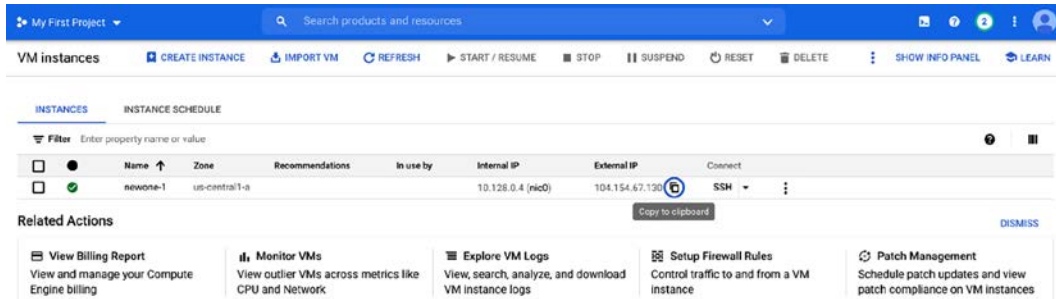 My First Project
Search products and resources
2
VM instances
CREATE INSTANCE
IMPORT VM
REFRESH
START / RESUME
STOP
SUSPEND
RESET
DELETE
SHOW INFO PANEL
LEARN
INSTANCES
INSTANCE SCHEDULE
Filter Enter property name or value
Name Zone Recommendations In use by Internal IP External IP Connect
newone-1 us-central1-a 10.128.0.4 (nic0) 104.154.67.130 SSH
Copy to clipboard
Related Actions
DISMISS
View Billing Report
View and manage your Compute
Engine billing
Monitor VMs
View outlier VMs across metrics like
CPU and Network
Explore VM Logs
View, search, analyze, and download
VM instance logs
Setup Firewall Rules
Control traffic to and from a VM
instance
Patch Management
Schedule patch updates and view
patch compliance on VM instances